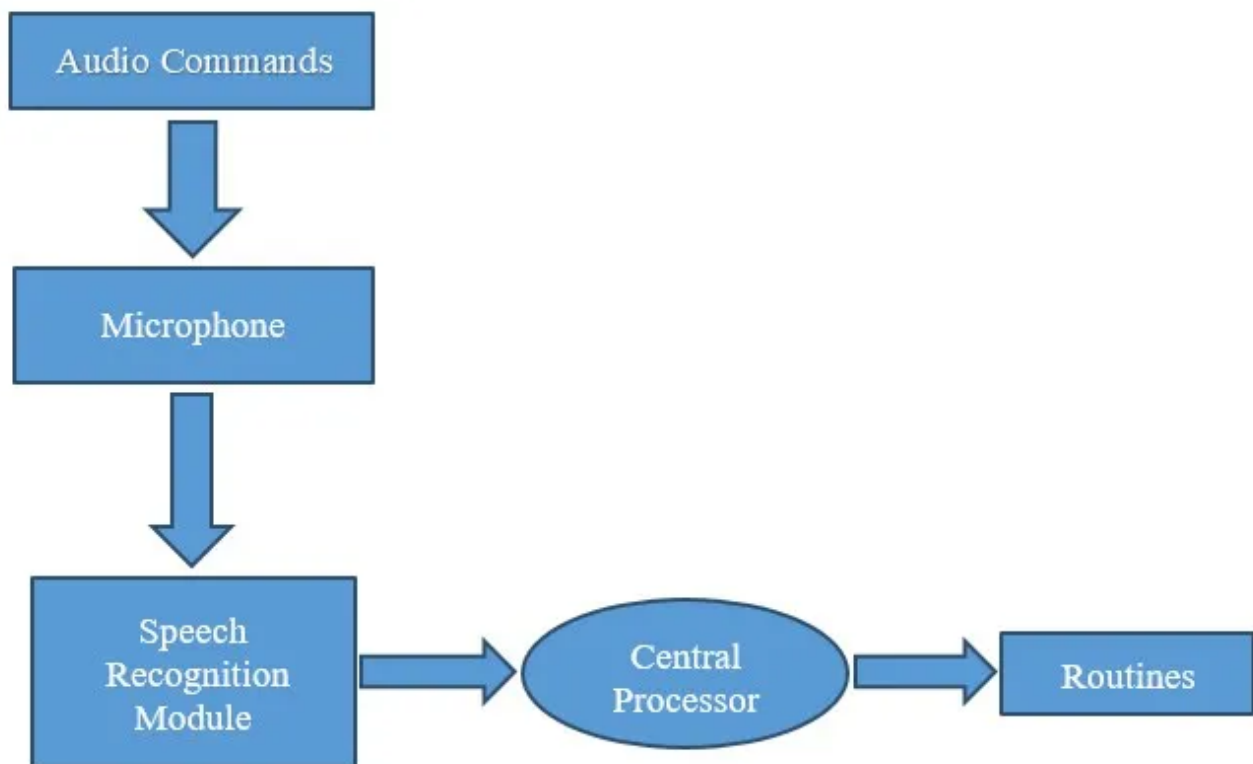 Audio Commands
Microphone
Speech
Recognition
Module
Central
Processor
Routines